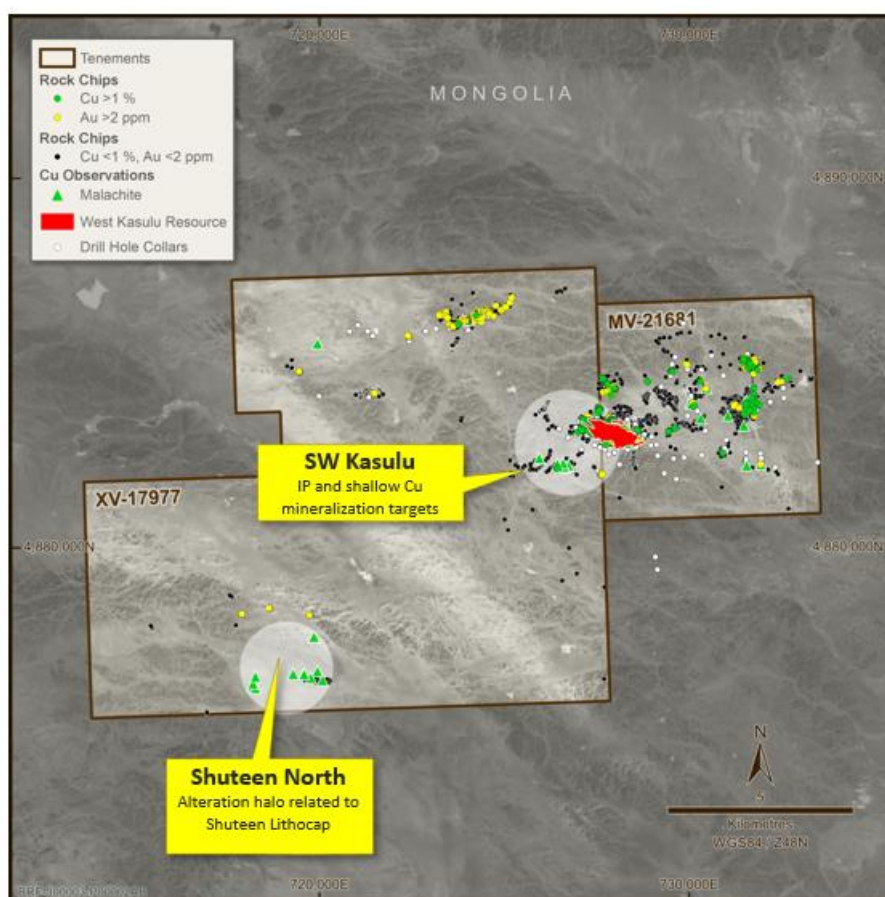 720,000E
730,000E
Tenements
Rock Chips
Cu >1 %
Au >2 ppm
Rock Chips
Cu <1 %, Au <2 ppm
Cu Observations
Malachite
West Kasulu Resource
Drill Hole Collars
MONGOLIA
4,890,000N
MV-21681
SW Kasulu
IP and shallow Cu
mineralization targets
XV-17977
4,880,000N
4,880,000N
Shuteen North
Alteration halo related to
Shuteen Lithocap
N
5
Kilometres
WGS84 / Z48N
720,000E
730,000E